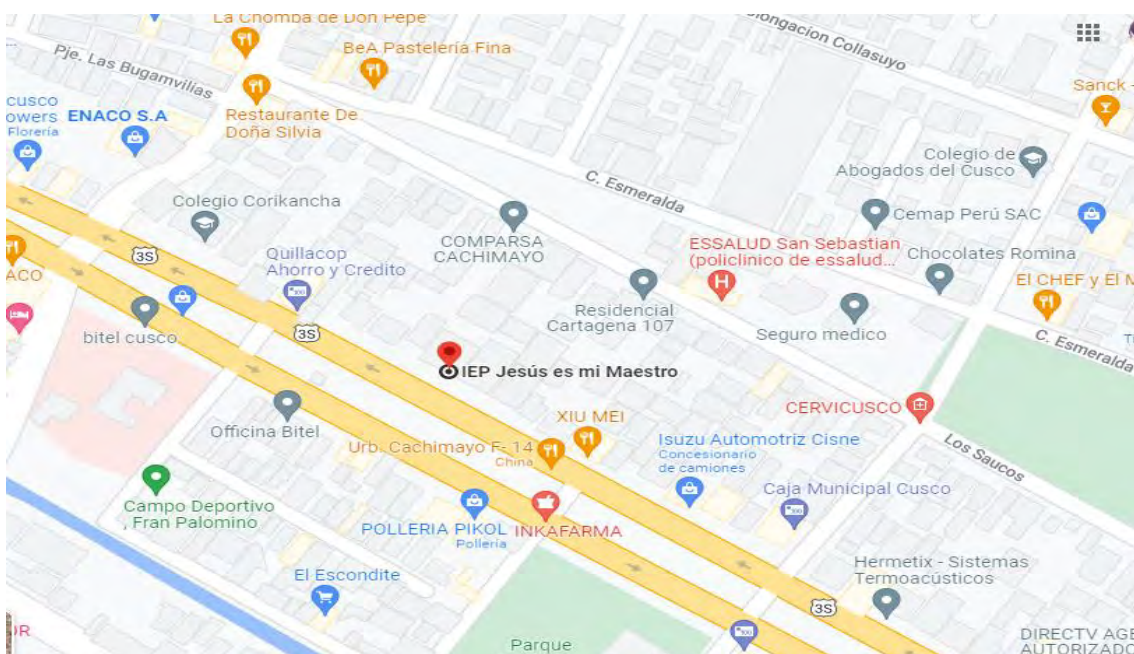 La Chomba de Don Pepe
olongación Collasuyo
BeA Pastelería Fina
Pje. Las Bugamvilias
Sanck -
cusco
owers
Florería
ENACO S.A
Restaurante De
Doña Silvia
Colegio de
Abogados del Cusco
C. Esmeralda
Colegio Corikancha
Cemap Perú SAC
COMPARSA
CACHIMAYO
ESSALUD San Sebastian
(policlinico de essalud...
Chocolates Romina
3S
Quillacop
Ahorro y Credito
ACO
El CHEF y El M
Residencial
Cartagena 107
Seguro medico
bitel cusco
3S
C. Esmeralda
IEP Jesús es mi Maestro
CERVICUSCO
XIU MEI
Officina Bitel
Urb. Cachimayo F- 14
China
Isuzu Automotriz Cisne
Concesionario
de camiones
Los Saucos
Caja Municipal Cusco
Campo Deportivo
Fran Palomino
POLLERIA PIKOL
Pollería
INKAFARMA
Hermetix - Sistemas
Termoacústicos
El Escondite
3S
OR
Parque
DIRECTV AGE
AUTORIZADO